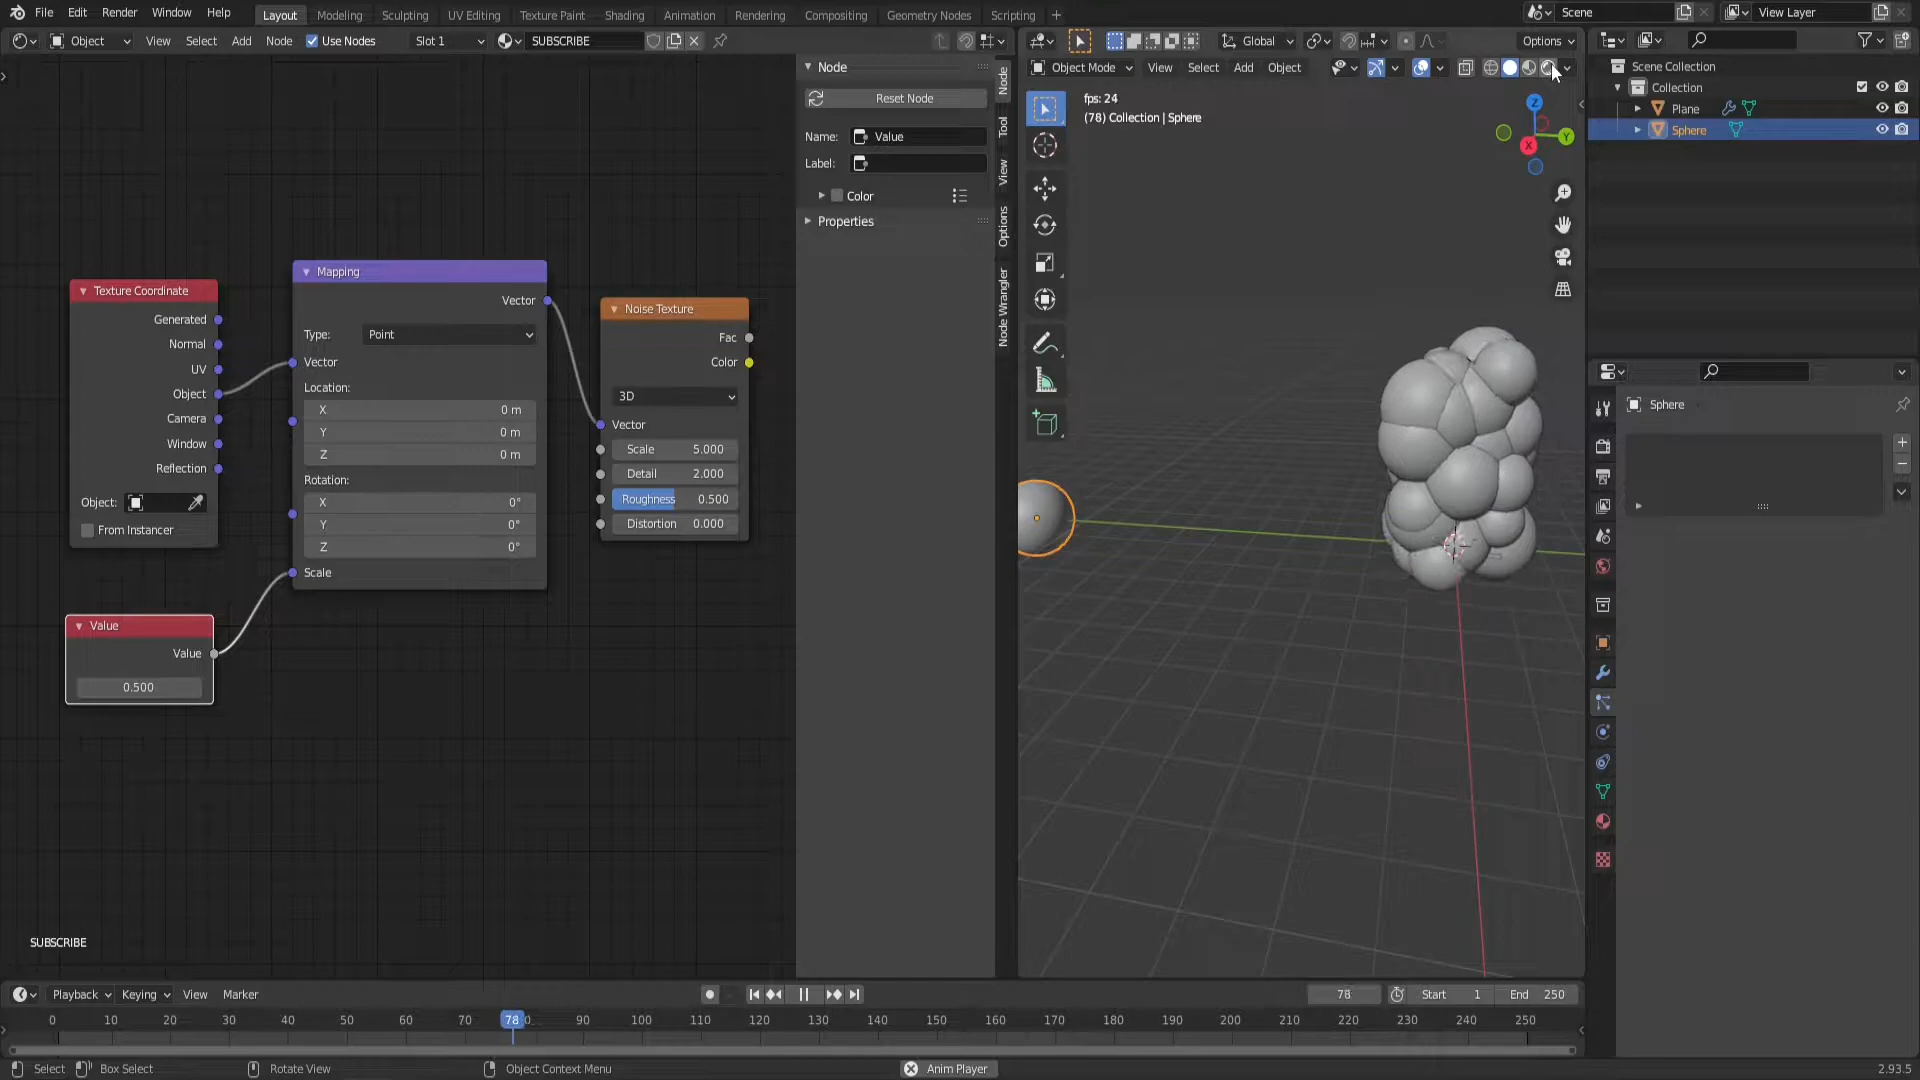 File Edit Render Window Help Layout Modeling Sculpting UV Editing Texture Paint Shading Animation Rendering Compositing Geometry Nodes Scripting + Scene View Layer
Object View Select Add Node Use Nodes Slot 1 SUBSCRIBE
Global Options
Object Mode View Select Add Object
Node
Reset Node
Name: Value
Label:
Color
Properties
Node
Tool
View
Options
Node Wrangler
fps: 24
(78) Collection | Sphere
Z
Y
X
Scene Collection
Collection
Plane
Sphere
Sphere
Texture Coordinate
Generated
Normal
UV
Object
Camera
Window
Reflection
Object:
From Instancer
Mapping
Vector
Type: Point
Vector
Location:
X 0 m
Y 0 m
Z 0 m
Rotation:
X 0°
Y 0°
Z 0°
Scale
Noise Texture
Fac
Color
3D
Vector
Scale 5.000
Detail 2.000
Roughness 0.500
Distortion 0.000
Value
Value
0.500
SUBSCRIBE
Playback Keying View Marker 78 Start 1 End 250
0 10 20 30 40 50 60 70 78 90 100 110 120 130 140 150 160 170 180 190 200 210 220 230 240 250
Select Box Select Rotate View Object Context Menu Anim Player 2.93.5